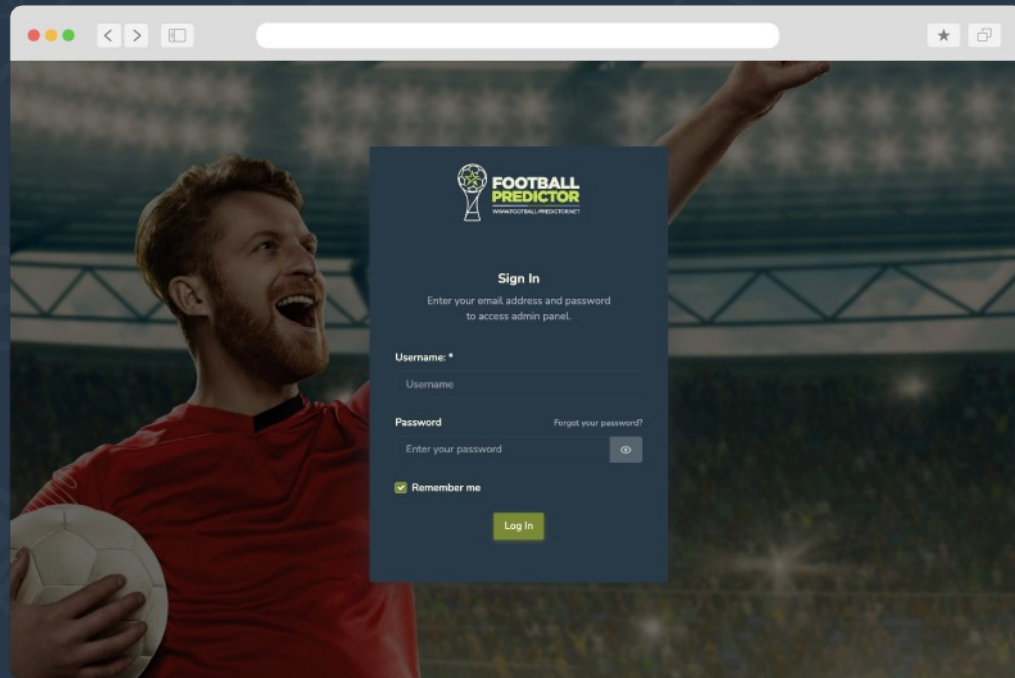 FOOTBALL
PREDICTOR
WWW.FOOTBALL-PREDICTOR.NET
Sign In
Enter your email address and password
to access admin panel.
Username: *
Username
Password
Forgot your password?
Enter your password
Remember me
Log In